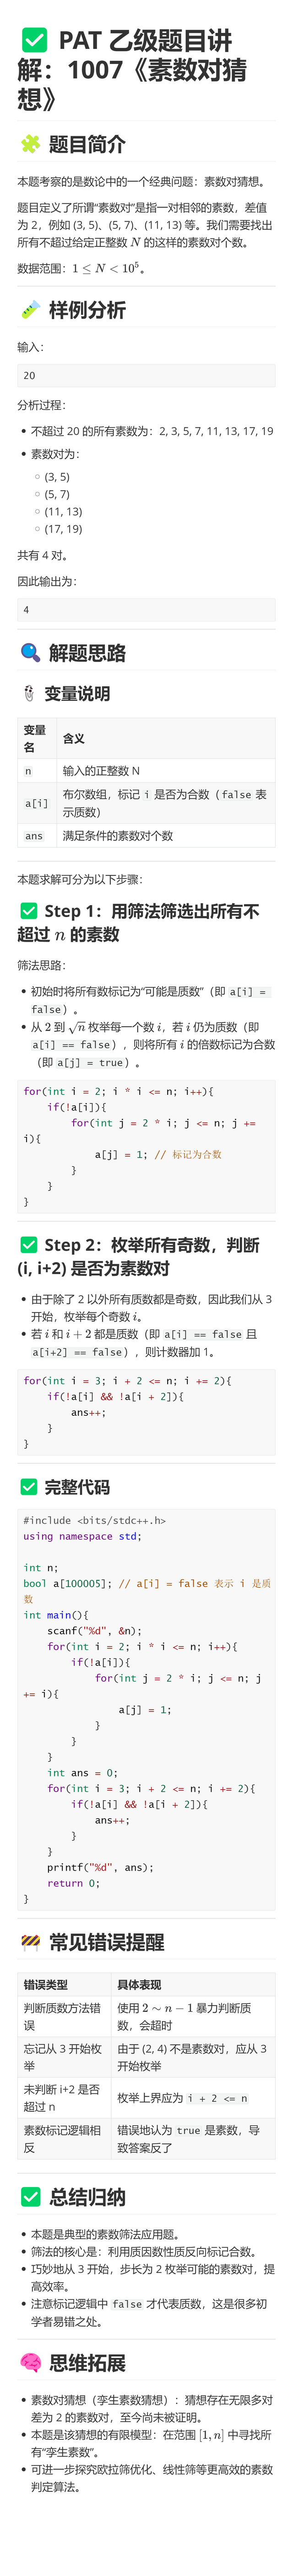 ✅ PAT 乙级题目讲
解：1007《素数对猜
想》
🧩 题目简介
本题考察的是数论中的一个经典问题：素数对猜想。
题目定义了所谓“素数对”是指一对相邻的素数，差值
为 2，例如 (3, 5)、(5, 7)、(11, 13) 等。我们需要找出
所有不超过给定正整数 N 的这样的素数对个数。
数据范围：1 ≤ N < 10⁵。
🧪 样例分析
输入：
20
分析过程：
• 不超过 20 的所有素数为：2, 3, 5, 7, 11, 13, 17, 19
• 素数对为：
◦ (3, 5)
◦ (5, 7)
◦ (11, 13)
◦ (17, 19)
共有 4 对。
因此输出为：
4
🔍 解题思路
🖇️ 变量说明
变量 含义
名
n 输入的正整数 N
a[i] 布尔数组，标记 i 是否为合数（false 表
示质数）
ans 满足条件的素数对个数
本题求解可分为以下步骤：
✅ Step 1：用筛法筛选出所有不
超过 n 的素数
筛法思路：
• 初始时将所有数标记为“可能是质数”（即 a[i] =
false）。
• 从 2 到 √n 枚举每一个数 i，若 i 仍为质数（即
a[i] == false），则将所有 i 的倍数标记为合数
（即 a[j] = true）。
for(int i = 2; i * i <= n; i++){
    if(!a[i]){
        for(int j = 2 * i; j <= n; j +=
i){
            a[j] = 1; // 标记为合数
        }
    }
}
✅ Step 2：枚举所有奇数，判断
(i, i+2) 是否为素数对
• 由于除了 2 以外所有质数都是奇数，因此我们从 3
开始，枚举每个奇数 i。
• 若 i 和 i + 2 都是质数（即 a[i] == false 且
a[i+2] == false），则计数器加 1。
for(int i = 3; i + 2 <= n; i += 2){
    if(!a[i] && !a[i + 2]){
        ans++;
    }
}
✅ 完整代码
#include <bits/stdc++.h>
using namespace std;
int n;
bool a[100005]; // a[i] = false 表示 i 是质
数
int main(){
    scanf("%d", &n);
    for(int i = 2; i * i <= n; i++){
        if(!a[i]){
            for(int j = 2 * i; j <= n; j
+= i){
                a[j] = 1;
            }
        }
    }
    int ans = 0;
    for(int i = 3; i + 2 <= n; i += 2){
        if(!a[i] && !a[i + 2]){
            ans++;
        }
    }
    printf("%d", ans);
    return 0;
}
🚧 常见错误提醒
错误类型 具体表现
判断质数方法错 使用 2 ∼ n − 1 暴力判断质
误 数，会超时
忘记从 3 开始枚 由于 (2, 4) 不是素数对，应从 3
举 开始枚举
未判断 i+2 是否 枚举上界应为 i + 2 <= n
超过 n
素数标记逻辑相 错误地认为 true 是素数，导
反 致答案反了
✅ 总结归纳
• 本题是典型的素数筛法应用题。
• 筛法的核心是：利用质因数性质反向标记合数。
• 巧妙地从 3 开始，步长为 2 枚举可能的素数对，提
高效率。
• 注意标记逻辑中 false 才代表质数，这是很多初
学者易错之处。
🧠 思维拓展
• 素数对猜想（孪生素数猜想）：猜想存在无限多对
差为 2 的素数对，至今尚未被证明。
• 本题是该猜想的有限模型：在范围 [1, n] 中寻找所
有“孪生素数”。
• 可进一步探究欧拉筛优化、线性筛等更高效的素数
判定算法。